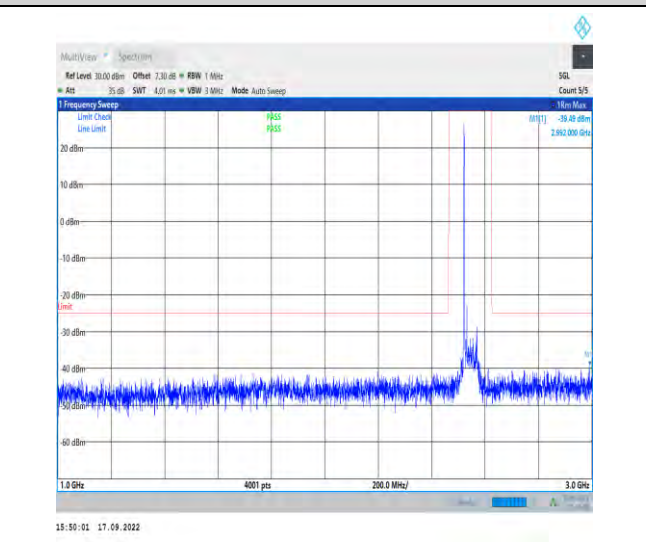 MultiView Spectrum
Ref Level 30.00 dBm Offset 7.30 dB RBW 1 MHz SGL
Att 35 dB SWT 4.01 ms VBW 3 MHz Mode Auto Sweep Count 5/5
1 Frequency Sweep 1Rm Max
Limit Check PASS M1[1] -39.49 dBm
Line Limit PASS 2.992.000 GHz
20 dBm
10 dBm
0 dBm
-10 dBm
-20 dBm
Limit
-30 dBm
-40 dBm
-50 dBm
-60 dBm
1.0 GHz 4001 pts 200.0 MHz/ 3.0 GHz
15:50:01 17.09.2022